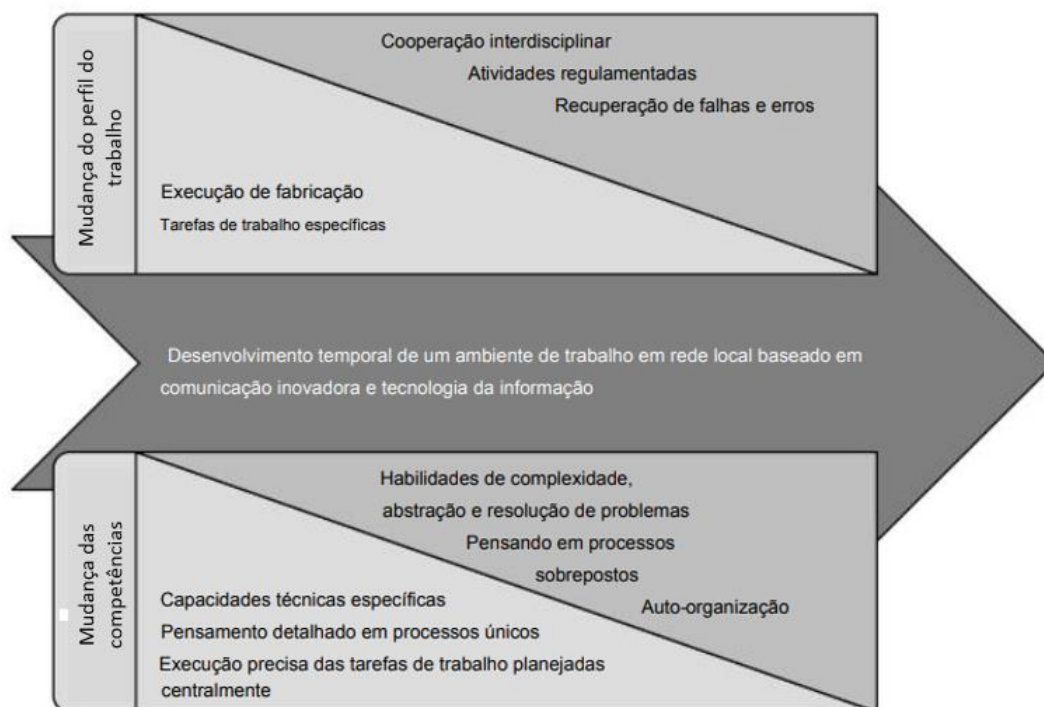 Mudança do perfil do
trabalho
Cooperação interdisciplinar
Atividades regulamentadas
Recuperação de falhas e erros
Execução de fabricação
Tarefas de trabalho específicas
Desenvolvimento temporal de um ambiente de trabalho em rede local baseado em
comunicação inovadora e tecnologia da informação
Mudança das
competências
Habilidades de complexidade,
abstração e resolução de problemas
Pensando em processos
sobrepostos
Auto-organização
Capacidades técnicas específicas
Pensamento detalhado em processos únicos
Execução precisa das tarefas de trabalho planejadas
centralmente